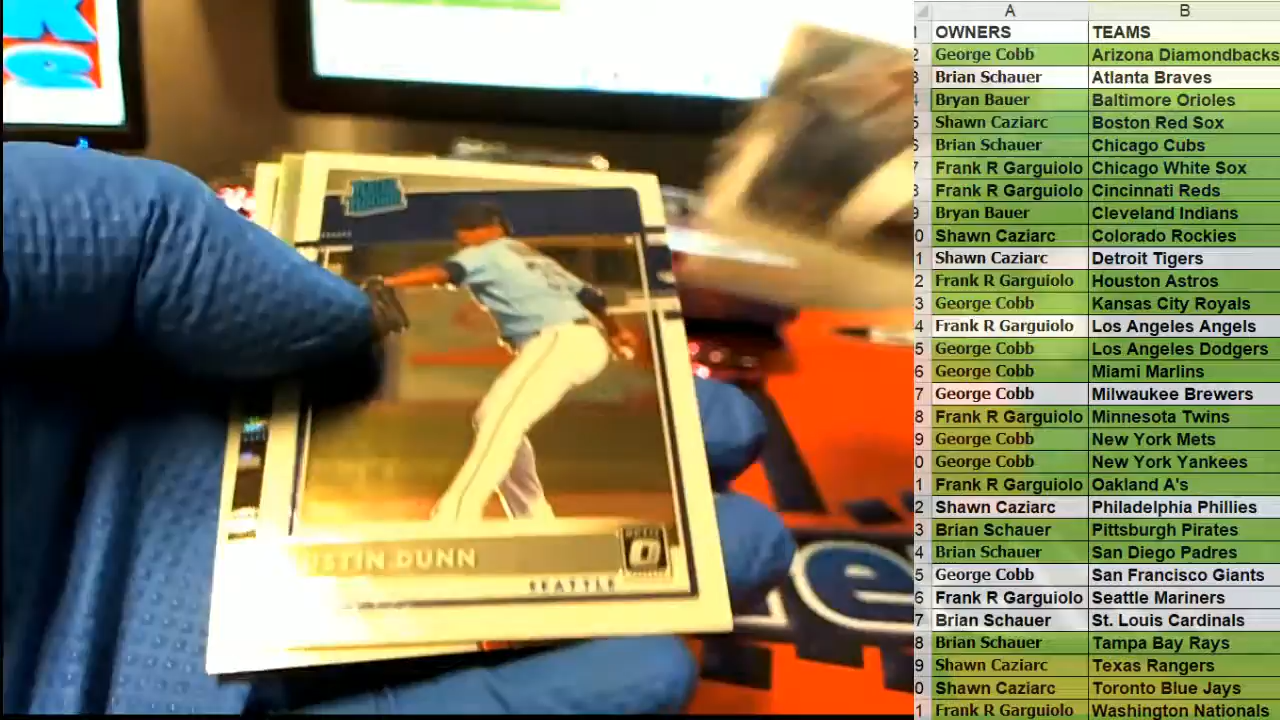 USTIN DUNN
SEATTLE
A B
OWNERS TEAMS
George Cobb Arizona Diamondbacks
Brian Schauer Atlanta Braves
Bryan Bauer Baltimore Orioles
Shawn Caziarc Boston Red Sox
Brian Schauer Chicago Cubs
Frank R Garguiolo Chicago White Sox
Frank R Garguiolo Cincinnati Reds
Bryan Bauer Cleveland Indians
Shawn Caziarc Colorado Rockies
Shawn Caziarc Detroit Tigers
Frank R Garguiolo Houston Astros
George Cobb Kansas City Royals
Frank R Garguiolo Los Angeles Angels
George Cobb Los Angeles Dodgers
George Cobb Miami Marlins
George Cobb Milwaukee Brewers
Frank R Garguiolo Minnesota Twins
George Cobb New York Mets
George Cobb New York Yankees
Frank R Garguiolo Oakland A's
Shawn Caziarc Philadelphia Phillies
Brian Schauer Pittsburgh Pirates
Brian Schauer San Diego Padres
George Cobb San Francisco Giants
Frank R Garguiolo Seattle Mariners
Brian Schauer St. Louis Cardinals
Brian Schauer Tampa Bay Rays
Shawn Caziarc Texas Rangers
Shawn Caziarc Toronto Blue Jays
Frank R Garguiolo Washington Nationals